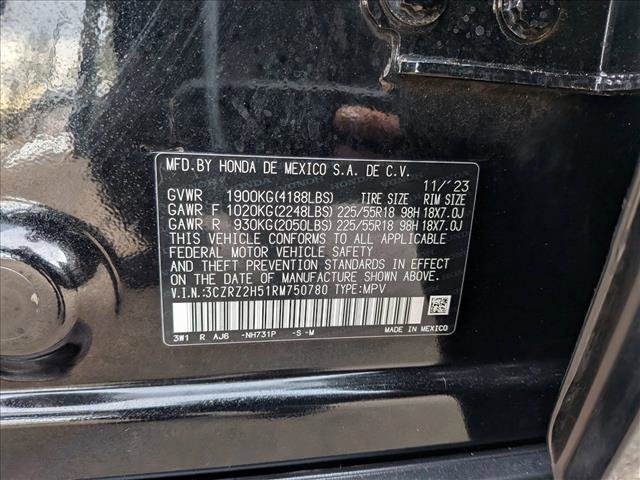 MFD.BY HONDA DE MEXICO S.A. DE C.V.
11/'23
GVWR 1900KG(4188LBS) TIRE SIZE RIM SIZE
GAWR F 1020KG(2248LBS) 225/55R18 98H 18X7.0J
GAWR R 930KG(2050LBS) 225/55R18 98H 18X7.0J
THIS VEHICLE CONFORMS TO ALL APPLICABLE
FEDERAL MOTOR VEHICLE SAFETY
AND THEFT PREVENTION STANDARDS IN EFFECT
ON THE DATE OF MANUFACTURE SHOWN ABOVE.
V.I.N.:3CZRZ2H51RM750780 TYPE:MPV
3W1 R AJ6 -NH731P -S-M MADE IN MEXICO